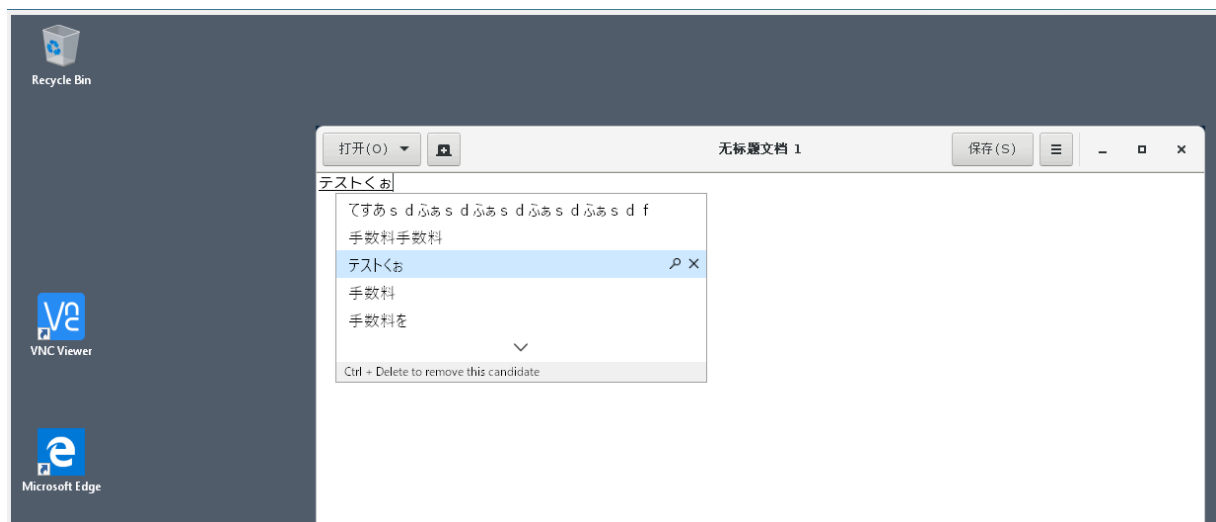 Recycle Bin
打开(O)
无标题文档 1
保存(S)
テストくぉ
てすあｓｄふぁｓｄふぁｓｄふぁｓｄふぁｓｄｆ
手数料手数料
テストくぉ
手数料
手数料を
Ctrl + Delete to remove this candidate
VNC Viewer
Microsoft Edge